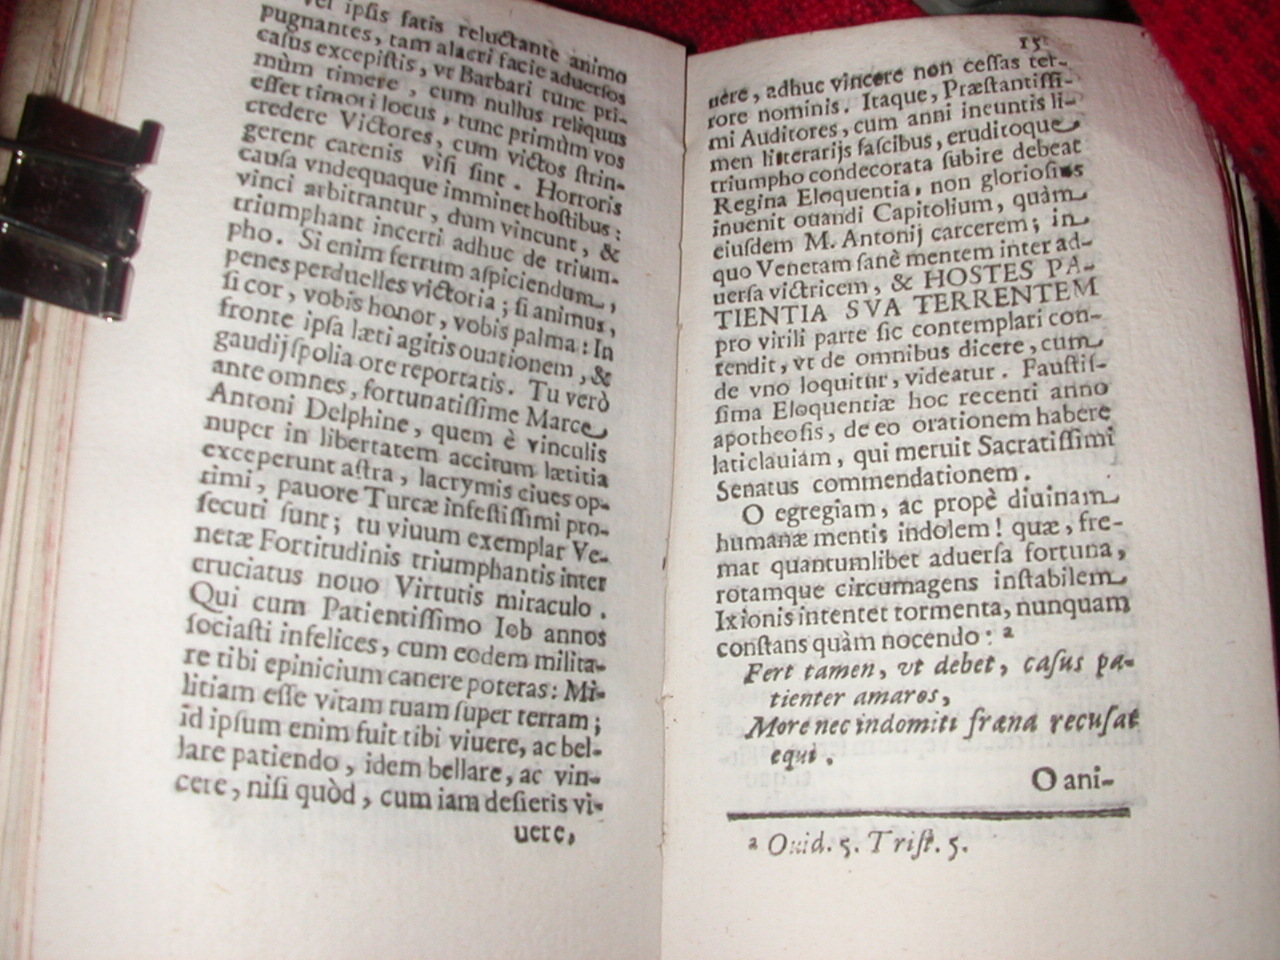 vel ipſis fatis reluctante animo
pugnantes, tam alacri facie aduerſos
caſus excepiſtis, vt Barbari tunc pri-
mùm timere, cum nullus reliquus
eſſet timori locus, tunc primùm vos
credere Victores, cum victos ſtrin-
gerent catenis viſi ſint. Horroris
cauſa vndequaque imminet hoſtibus:
vinci arbitrantur, dum vincunt, &
triumphant incerti adhuc de trium-
pho. Si enim ferrum aſpiciendum,
penes perduelles victoria; ſi animus,
ſi cor, vobis honor, vobis palma: In
fronte ipſa læti agitis ouationem, &
gaudij ſpolia ore reportatis. Tu verò
ante omnes, fortunatiſſime Marce
Antoni Delphine, quem è vinculis
nuper in libertatem accitum lætitia
exceperunt aſtra, lacrymis ciues op-
timi, pauore Turcæ infeſtiſſimi pro-
ſecuti ſunt; tu viuum exemplar Ve-
netæ Fortitudinis triumphantis inter
cruciatus nouo Virtutis miraculo.
Qui cum Patientiſſimo Iob annos
ſociaſti infelices, cum eodem milita-
re tibi epinicium canere poteras: Mi-
litiam eſſe vitam tuam ſuper terram;
id ipſum enim fuit tibi viuere, ac bel-
lare patiendo, idem bellare, ac vin-
cere, niſi quòd, cum iam deſieris vi-
uere,
15
uere, adhuc vincere non ceſſas ter-
rore nominis. Itaque, Præſtantiſſi-
mi Auditores, cum anni ineuntis li-
men litterarijs faſcibus, eruditoque
triumpho condecorata ſubire debeat
Regina Eloquentia, non glorioſius
inuenit ouandi Capitolium, quàm
eiuſdem M. Antonij carcerem; in
quo Venetam ſanè mentem inter ad-
uerſa victricem, & HOSTES PA-
TIENTIA SVA TERRENTEM
pro virili parte ſic contemplari con-
tendit, vt de omnibus dicere, cum
de vno loquitur, videatur. Fauſtiſ-
ſima Eloquentiæ hoc recenti anno
apotheoſis, de eo orationem habere
laticlauiam, qui meruit Sacratiſſimi
Senatus commendationem.
O egregiam, ac propè diuinam
humanæ mentis indolem! quæ, fre-
mat quantumlibet aduerſa fortuna,
rotamque circumagens inſtabilem
Ixionis intentet tormenta, nunquam
conſtans quàm nocendo: a
Fert tamen, vt debet, caſus pa-
tienter amaros,
More nec indomiti fræna recuſat
equi.
O ani-
a Ouid. 5. Triſt. 5.